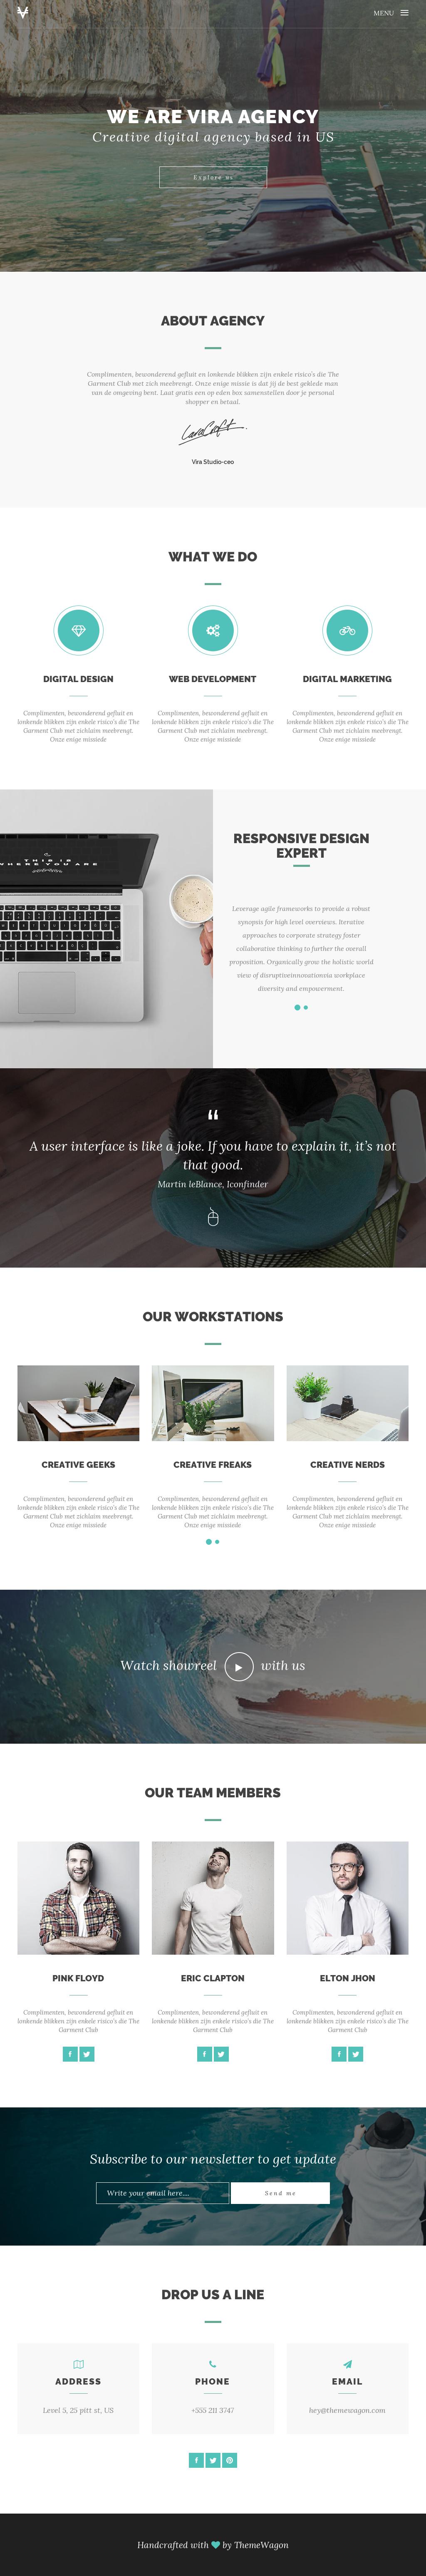 MENU
WE ARE VIRA AGENCY
Creative digital agency based in US
Explore us
ABOUT AGENCY
Complimenten, bewonderend gefluit en lonkende blikken zijn enkele risico's die The
Garment Club met zich meebrengt. Onze enige missie is dat jij de best geklede man
van de omgeving bent. Laat gratis een op eden box samenstellen door je personal
shopper en betaal.
Vira Studio-ceo
WHAT WE DO
DIGITAL DESIGN
Complimenten, bewonderend gefluit en
lonkende blikken zijn enkele risico's die The
Garment Club met zichlaim meebrengt.
Onze enige missiede
WEB DEVELOPMENT
Complimenten, bewonderend gefluit en
lonkende blikken zijn enkele risico's die The
Garment Club met zichlaim meebrengt.
Onze enige missiede
DIGITAL MARKETING
Complimenten, bewonderend gefluit en
lonkende blikken zijn enkele risico's die The
Garment Club met zichlaim meebrengt.
Onze enige missiede
THIS IS
WHERE YOU ARE
RESPONSIVE DESIGN
EXPERT
Leverage agile frameworks to provide a robust
synopsis for high level overviews. Iterative
approaches to corporate strategy foster
collaborative thinking to further the overall
proposition. Organically grow the holistic world
view of disruptiveinnovationvia workplace
diversity and empowerment.
“
A user interface is like a joke. If you have to explain it, it's not
that good.
Martin leBlance, Iconfinder
OUR WORKSTATIONS
CREATIVE GEEKS
Complimenten, bewonderend gefluit en
lonkende blikken zijn enkele risico's die The
Garment Club met zichlaim meebrengt.
Onze enige missiede
CREATIVE FREAKS
Complimenten, bewonderend gefluit en
lonkende blikken zijn enkele risico's die The
Garment Club met zichlaim meebrengt.
Onze enige missiede
CREATIVE NERDS
Complimenten, bewonderend gefluit en
lonkende blikken zijn enkele risico's die The
Garment Club met zichlaim meebrengt.
Onze enige missiede
Watch showreel with us
OUR TEAM MEMBERS
PINK FLOYD
Complimenten, bewonderend gefluit en
lonkende blikken zijn enkele risico's die The
Garment Club
ERIC CLAPTON
Complimenten, bewonderend gefluit en
lonkende blikken zijn enkele risico's die The
Garment Club
ELTON JHON
Complimenten, bewonderend gefluit en
lonkende blikken zijn enkele risico's die The
Garment Club
Subscribe to our newsletter to get update
Write your email here....
Send me
DROP US A LINE
ADDRESS
Level 5, 25 pitt st, US
PHONE
+555 211 3747
EMAIL
hey@themewagon.com
Handcrafted with by ThemeWagon